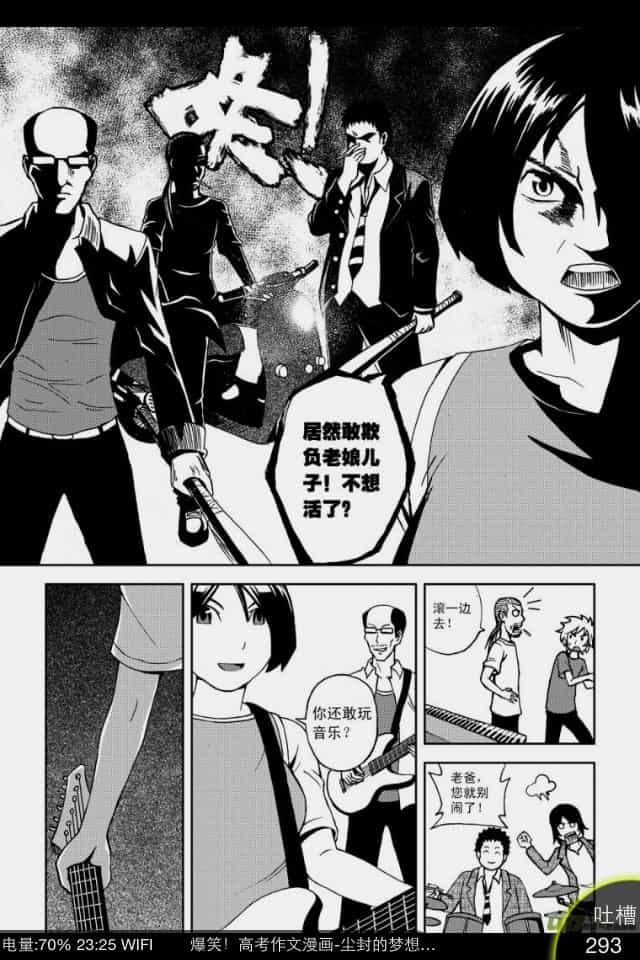 咣！
居然敢欺
负老娘儿
子！不想
活了？
滚一边
去！
你还敢玩
音乐？
老爸，
您就别
闹了！
吐槽
电量:70% 23:25 WIFI 爆笑！高考作文漫画-尘封的梦想... 293